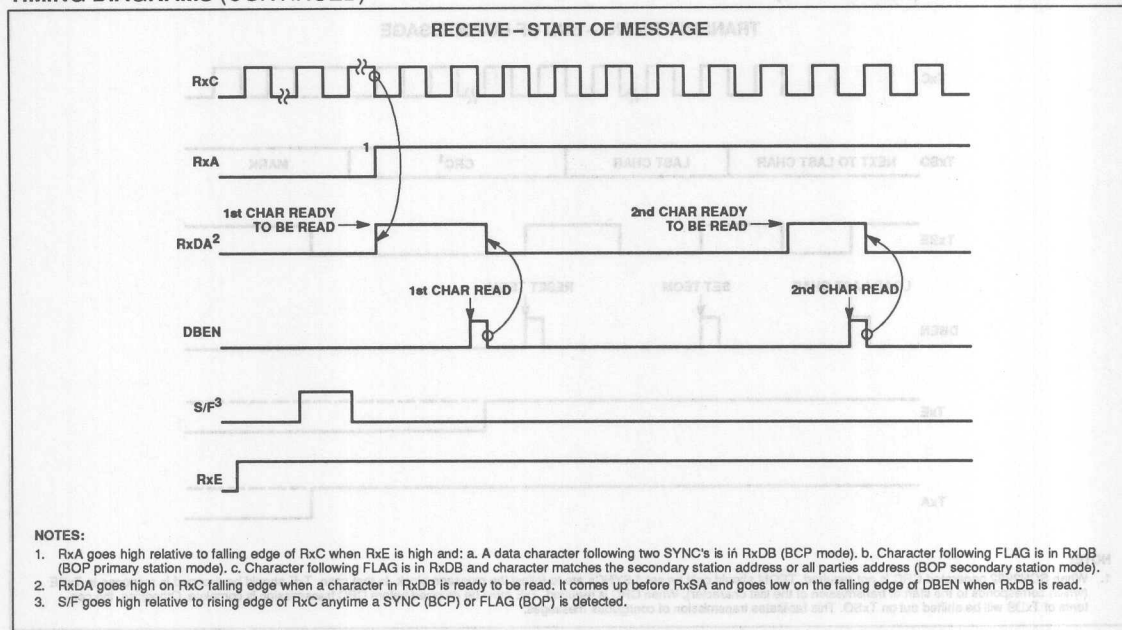 RECEIVE – START OF MESSAGE
RxC
RxA
1
1st CHAR READY
TO BE READ
2nd CHAR READY
TO BE READ
RxDA2
1st CHAR READ
2nd CHAR READ
DBEN
S/F3
RxE
NOTES:
1. RxA goes high relative to falling edge of RxC when RxE is high and: a. A data character following two SYNC's is in RxDB (BCP mode). b. Character following FLAG is in RxDB
(BOP primary station mode). c. Character following FLAG is in RxDB and character matches the secondary station address or all parties address (BOP secondary station mode).
2. RxDA goes high on RxC falling edge when a character in RxDB is ready to be read. It comes up before RxSA and goes low on the falling edge of DBEN when RxDB is read.
3. S/F goes high relative to rising edge of RxC anytime a SYNC (BCP) or FLAG (BOP) is detected.